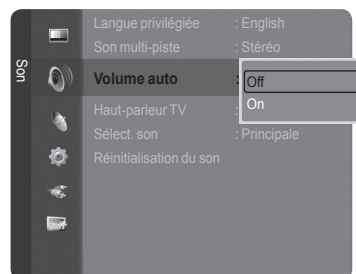 Son
Langue privilégiée : English
Son multi-piste : Stéréo
Volume auto : Off
On
Haut-parleur TV :
Sélect. son : Principale
Réinitialisation du son